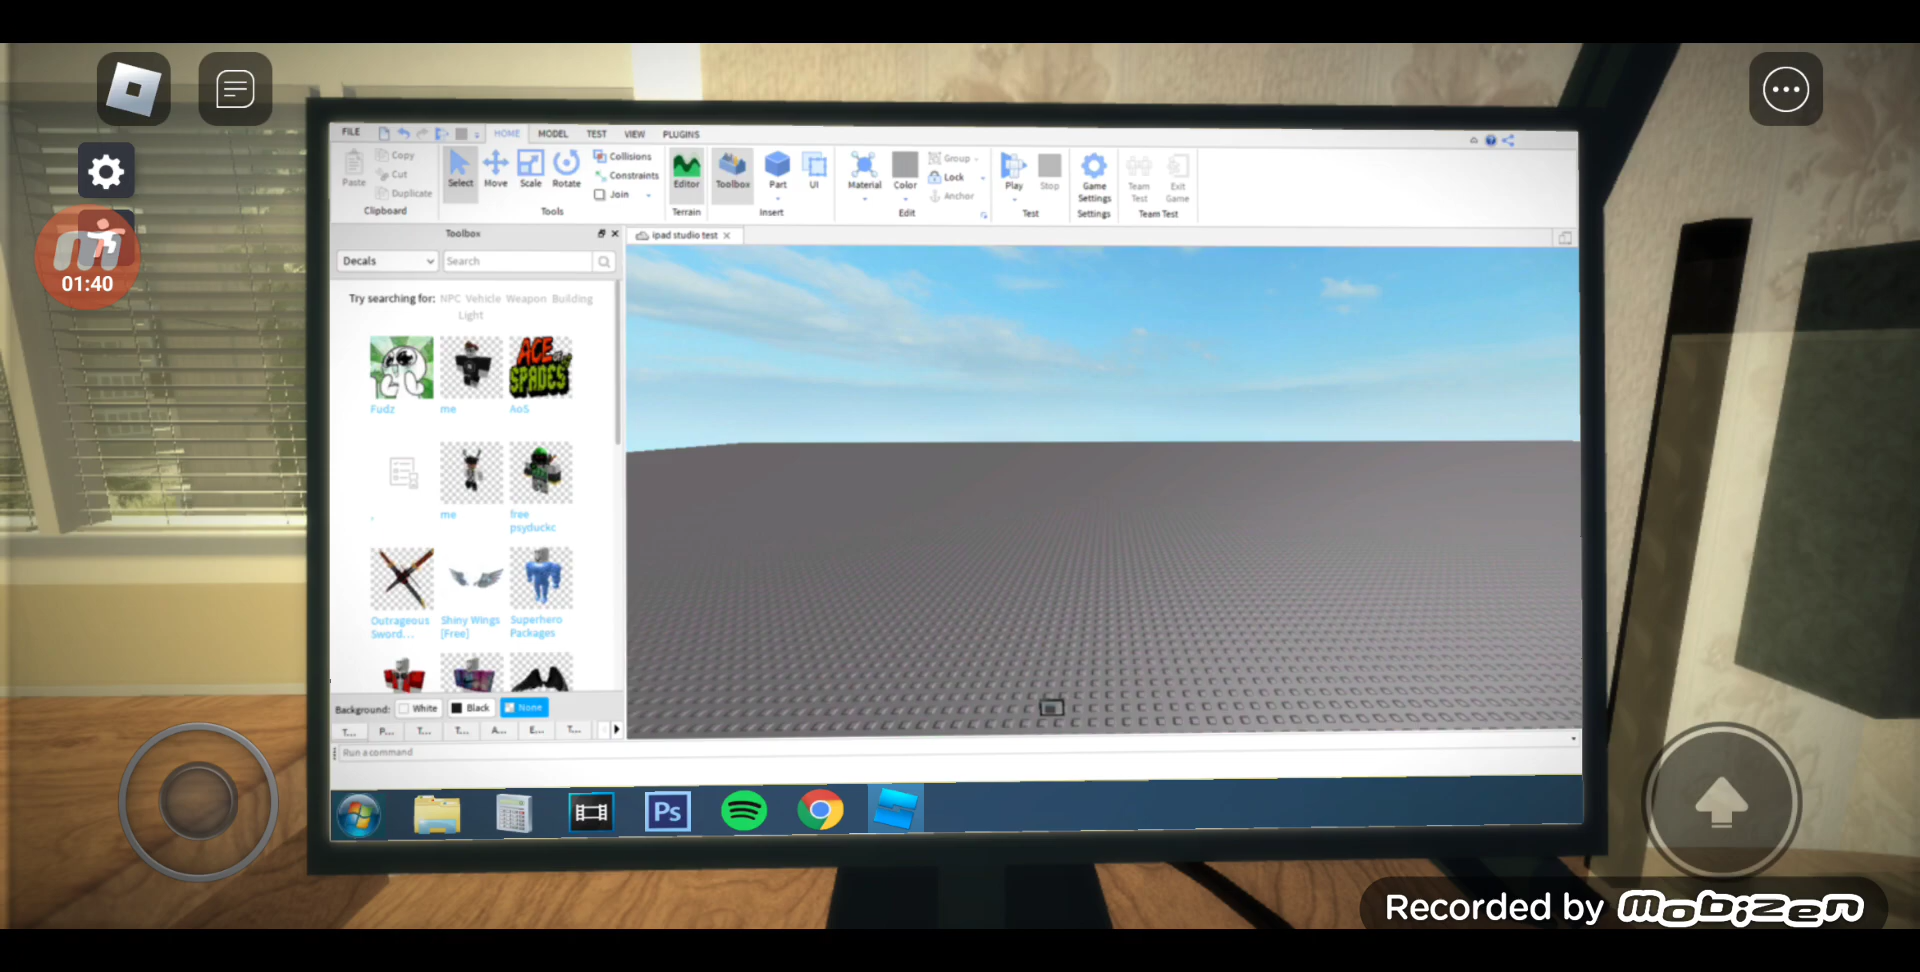 FILE HOME MODEL TEST VIEW PLUGINS
Paste Copy Cut Duplicate
Clipboard
Select Move Scale Rotate
Collisions
Constraints
Join
Tools
Editor
Terrain
Toolbox Part UI
Insert
Material Color
Group
Lock
Anchor
Edit
Play Stop
Test
Game Settings
Settings
Team Test
Exit Game
Team Test
Toolbox
ipad studio test
Decals Search
Try searching for: NPC Vehicle Weapon Building
Light
ACE OF SPADES
Fudz me AoS
me free
psyduckc
Outrageous Shiny Wings Superhero
Sword... [Free] Packages
Background: White Black None
T... P... T... T... A... E... T...
Run a command
Ps
m
01:40
Recorded by mobizen